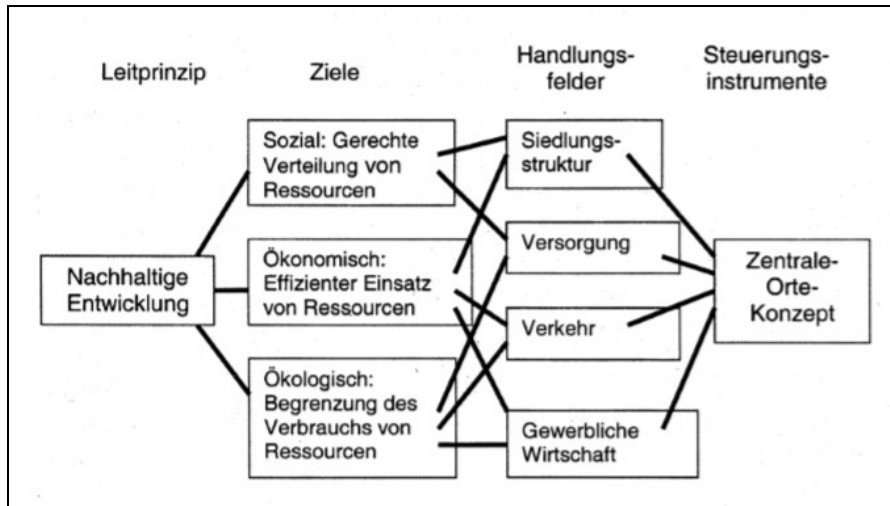 Leitprinzip
Ziele
Handlungs-
felder
Steuerungs-
instrumente
Sozial: Gerechte
Verteilung von
Ressourcen
Siedlungs-
struktur
Nachhaltige
Entwicklung
Ökonomisch:
Effizienter Einsatz
von Ressourcen
Versorgung
Verkehr
Zentrale-
Orte-
Konzept
Ökologisch:
Begrenzung des
Verbrauchs von
Ressourcen
Gewerbliche
Wirtschaft